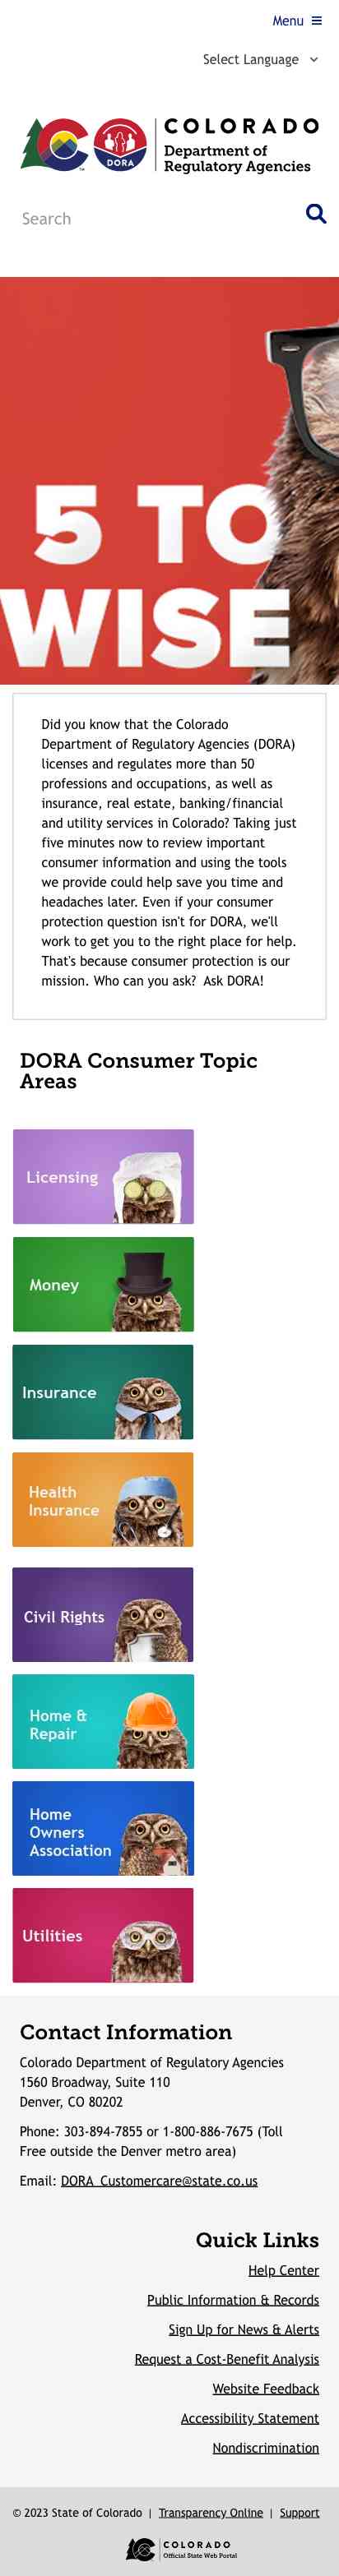 Menu
Select Language
COLORADO
Department of
Regulatory Agencies
DORA
Search
5 TO
WISE
Did you know that the Colorado
Department of Regulatory Agencies (DORA)
licenses and regulates more than 50
professions and occupations, as well as
insurance, real estate, banking/financial
and utility services in Colorado? Taking just
five minutes now to review important
consumer information and using the tools
we provide could help save you time and
headaches later. Even if your consumer
protection question isn't for DORA, we'll
work to get you to the right place for help.
That's because consumer protection is our
mission. Who can you ask?  Ask DORA!
DORA Consumer Topic
Areas
Licensing
Money
Insurance
Health
Insurance
Civil Rights
Home &
Repair
Home
Owners
Association
Utilities
Contact Information
Colorado Department of Regulatory Agencies
1560 Broadway, Suite 110
Denver, CO 80202
Phone: 303-894-7855 or 1-800-886-7675 (Toll
Free outside the Denver metro area)
Email: DORA_Customercare@state.co.us
Quick Links
Help Center
Public Information & Records
Sign Up for News & Alerts
Request a Cost-Benefit Analysis
Website Feedback
Accessibility Statement
Nondiscrimination
© 2023 State of Colorado | Transparency Online | Support
COLORADO
Official State Web Portal